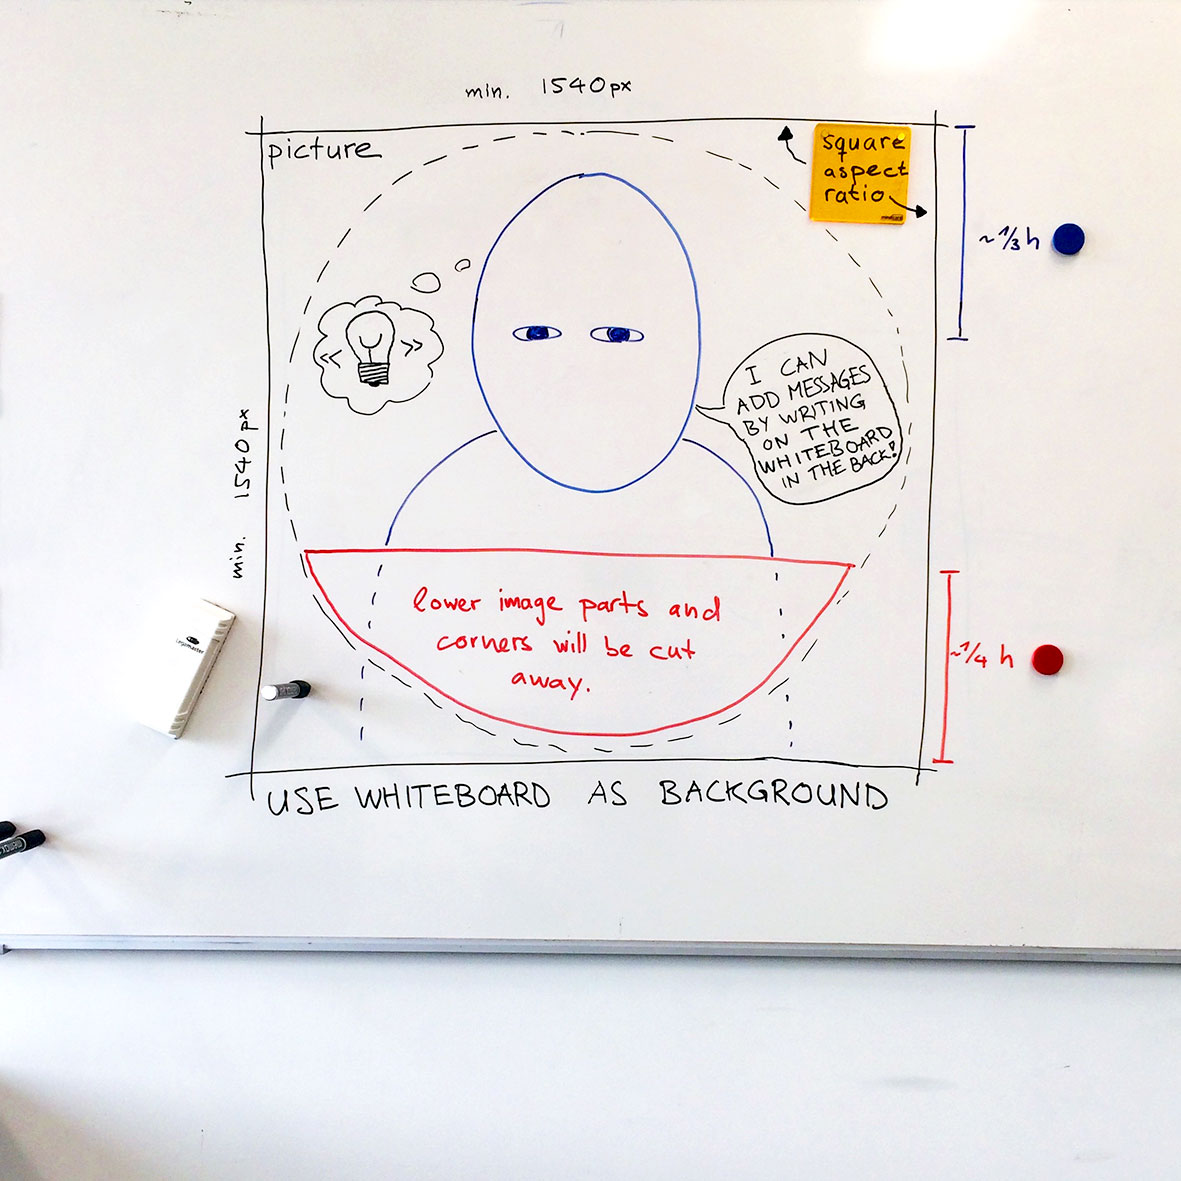 min. 1540px
picture
square
aspect
ratio
~1/3 h
I CAN
ADD MESSAGES
BY WRITING
ON THE
WHITEBOARD
IN THE BACK!
min. 1540px
lower image parts and
corners will be cut
away.
~1/4 h
Legamaster
USE WHITEBOARD AS BACKGROUND